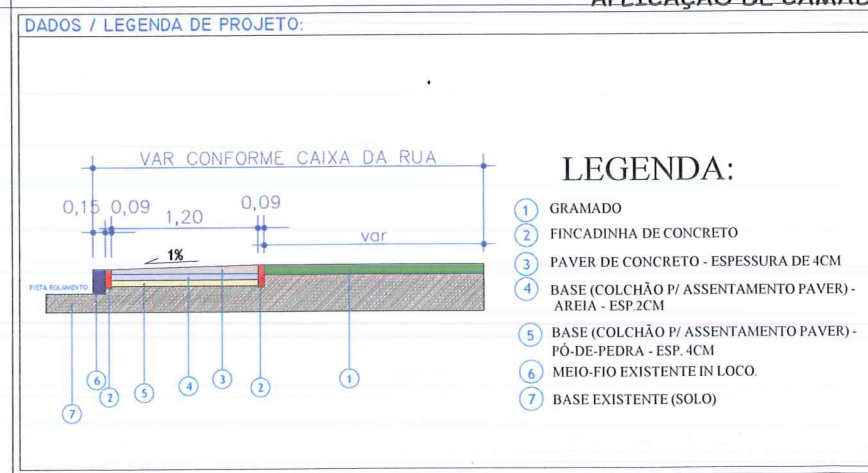 APLICAÇÃO DE CAMAD
DADOS / LEGENDA DE PROJETO:
VAR CONFORME CAIXA DA RUA
0,15 0,09 1,20 0,09
var
1%
PISTA ROLAMENTO
7 6 2 5 4 3 2 1
LEGENDA:
1 GRAMADO
2 FINCADINHA DE CONCRETO
3 PAVER DE CONCRETO - ESPESSURA DE 4CM
4 BASE (COLCHÃO P/ ASSENTAMENTO PAVER) -
AREIA - ESP.2CM
5 BASE (COLCHÃO P/ ASSENTAMENTO PAVER) -
PÓ-DE-PEDRA - ESP. 4CM
6 MEIO-FIO EXISTENTE IN LOCO.
7 BASE EXISTENTE (SOLO)